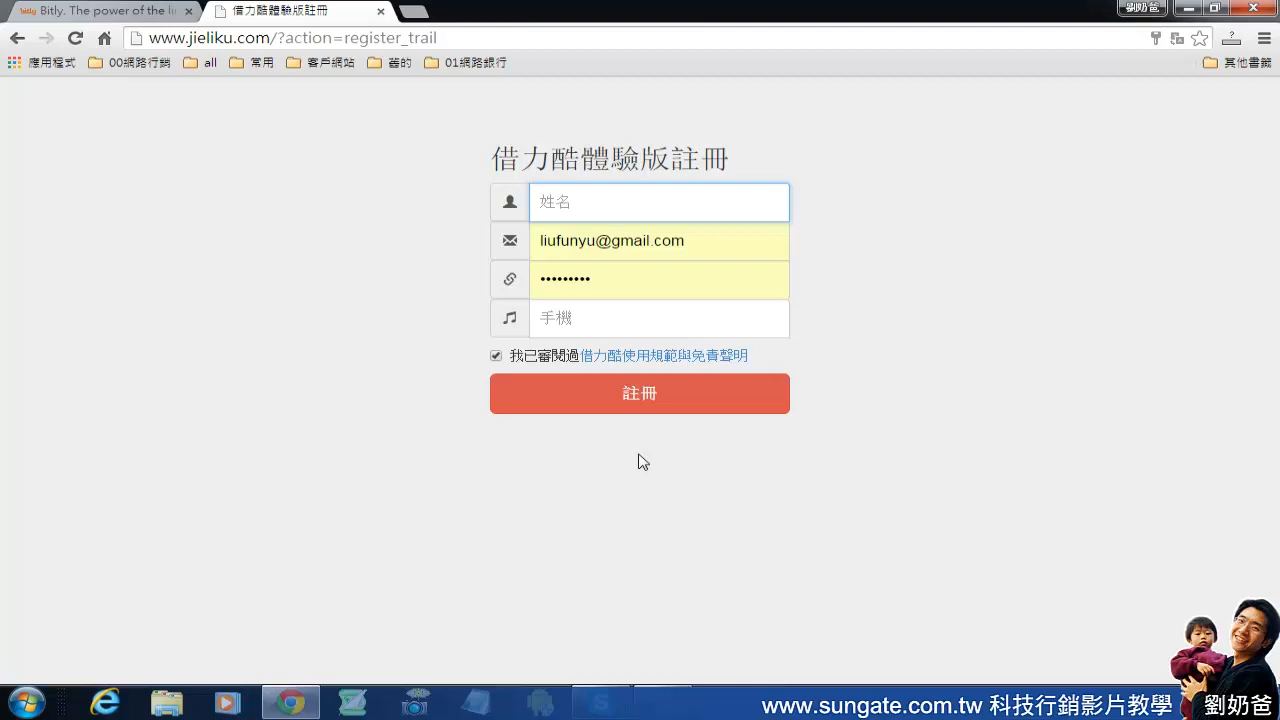 bitly Bitly. The power of the li
借力酷體驗版註冊
劉奶爸
www.jieliku.com/?action=register_trail
應用程式
00網路行銷
all
常用
客戶網站
舊的
01網路銀行
其他書籤
借力酷體驗版註冊
姓名
liufunyu@gmail.com
•••••••••
手機
我已審閱過借力酷使用規範與免責聲明
註冊
www.sungate.com.tw 科技行銷影片教學
劉奶爸